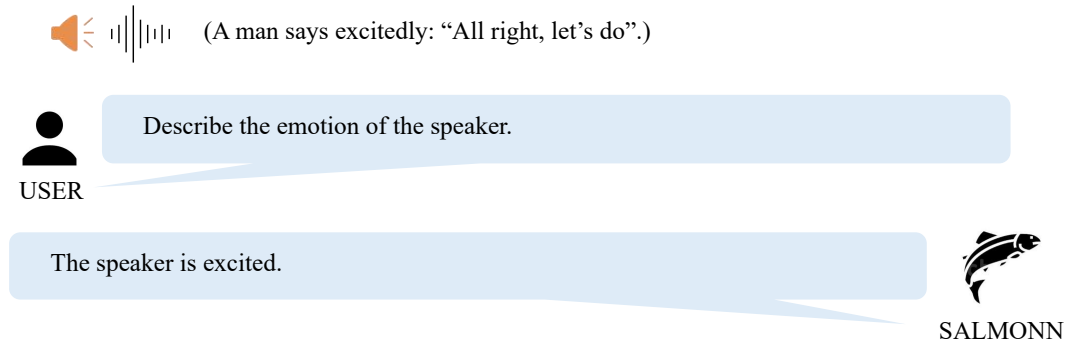 (A man says excitedly: “All right, let’s do”.)
Describe the emotion of the speaker.
USER
The speaker is excited.
SALMONN